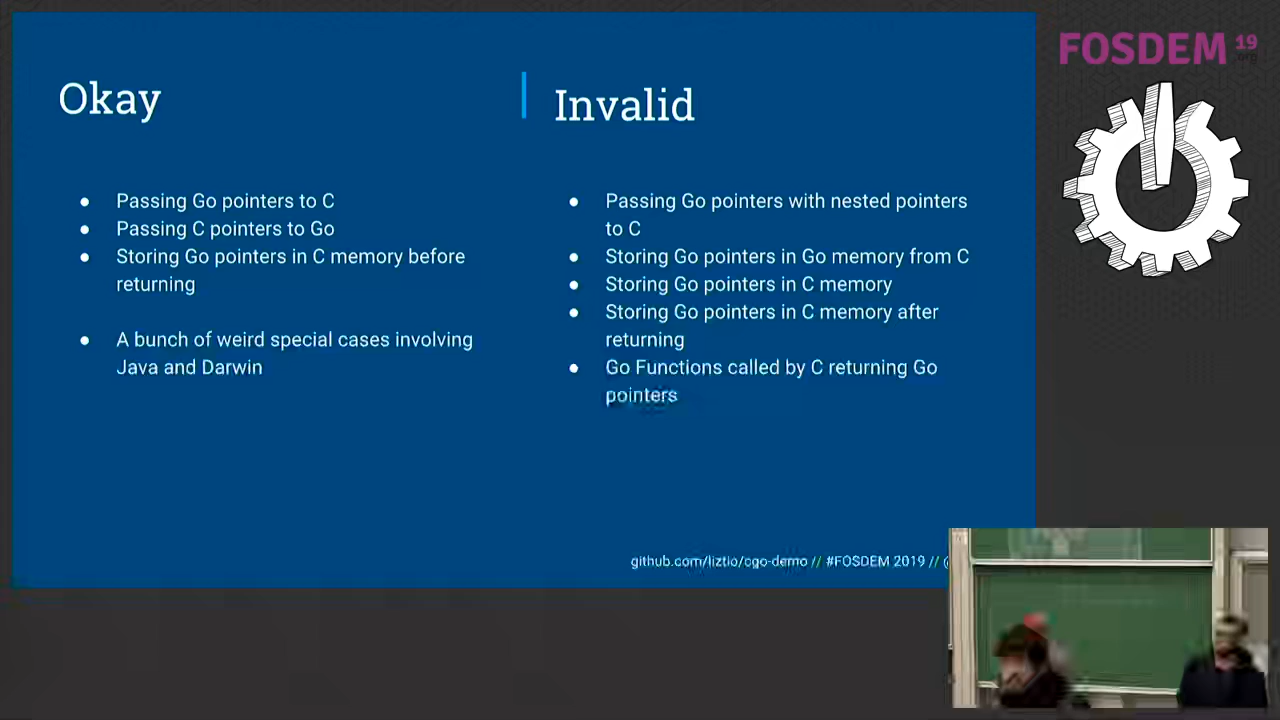 Okay
Passing Go pointers to C
Passing C pointers to Go
Storing Go pointers in C memory before
returning
A bunch of weird special cases involving
Java and Darwin
Invalid
Passing Go pointers with nested pointers
to C
Storing Go pointers in Go memory from C
Storing Go pointers in C memory
Storing Go pointers in C memory after
returning
Go Functions called by C returning Go
pointers
github.com/liztio/cgo-demo // #FOSDEM 2019 //
FOSDEM 19
.org